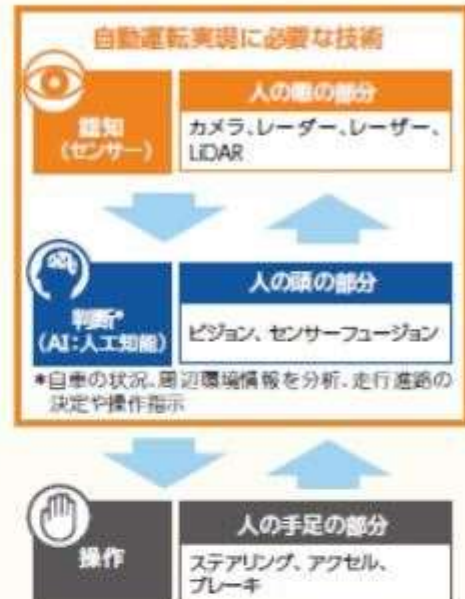 自動運転実現に必要な技術
人の眼の部分
認知
(センサー)
カメラ、レーダー、レーザー、
LiDAR
人の頭の部分
判断*
(AI:人工知能)
ビジョン、センサーフュージョン
*自車の状況、周辺環境情報を分析、走行進路の
決定や操作指示
人の手足の部分
操作
ステアリング、アクセル、
ブレーキ